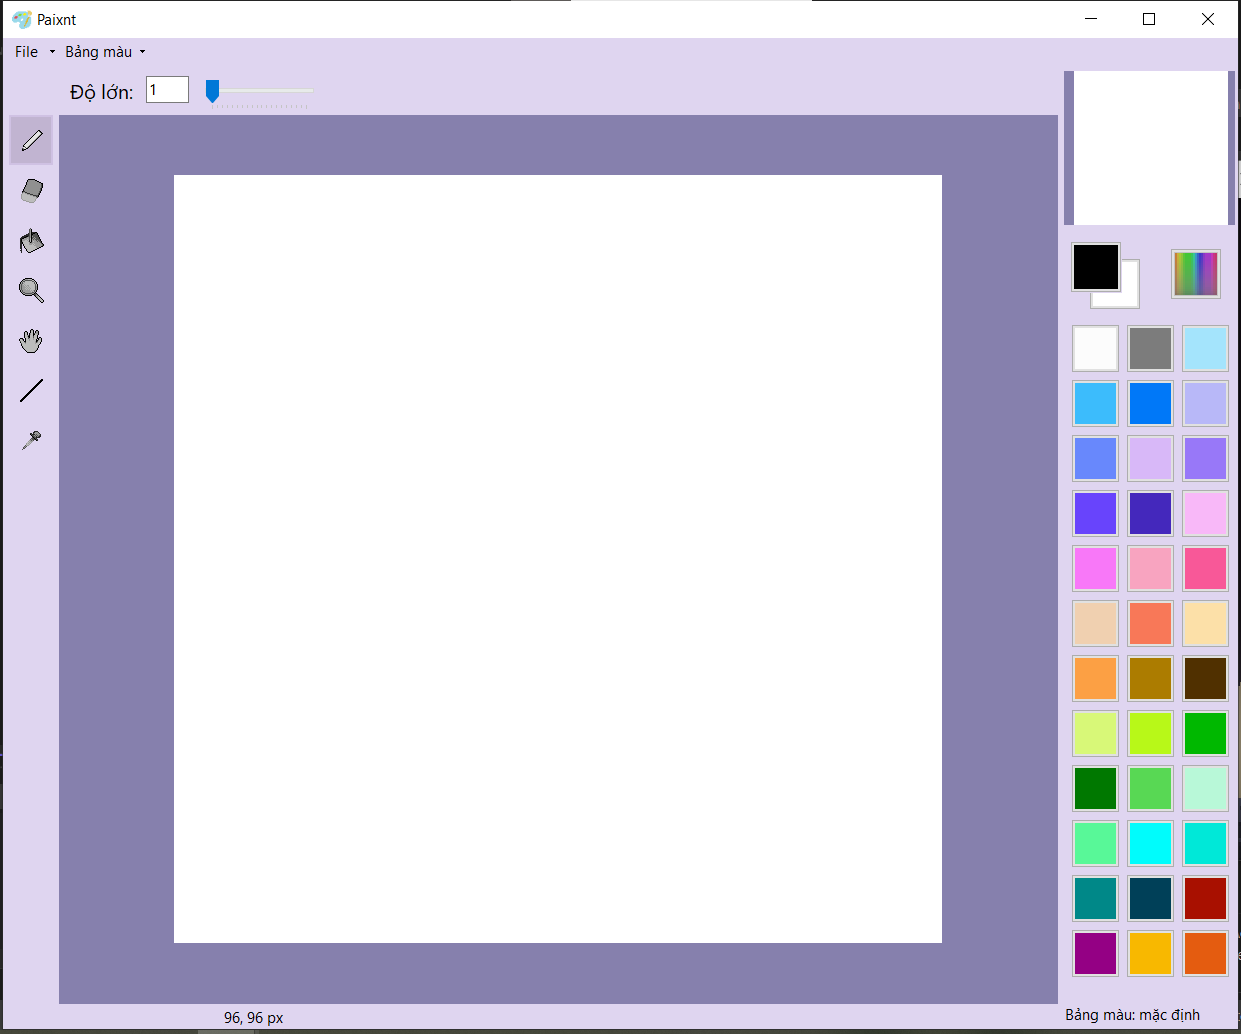 Paixnt
File Bảng màu
Độ lớn: 1
96, 96 px
Bảng màu: mặc định